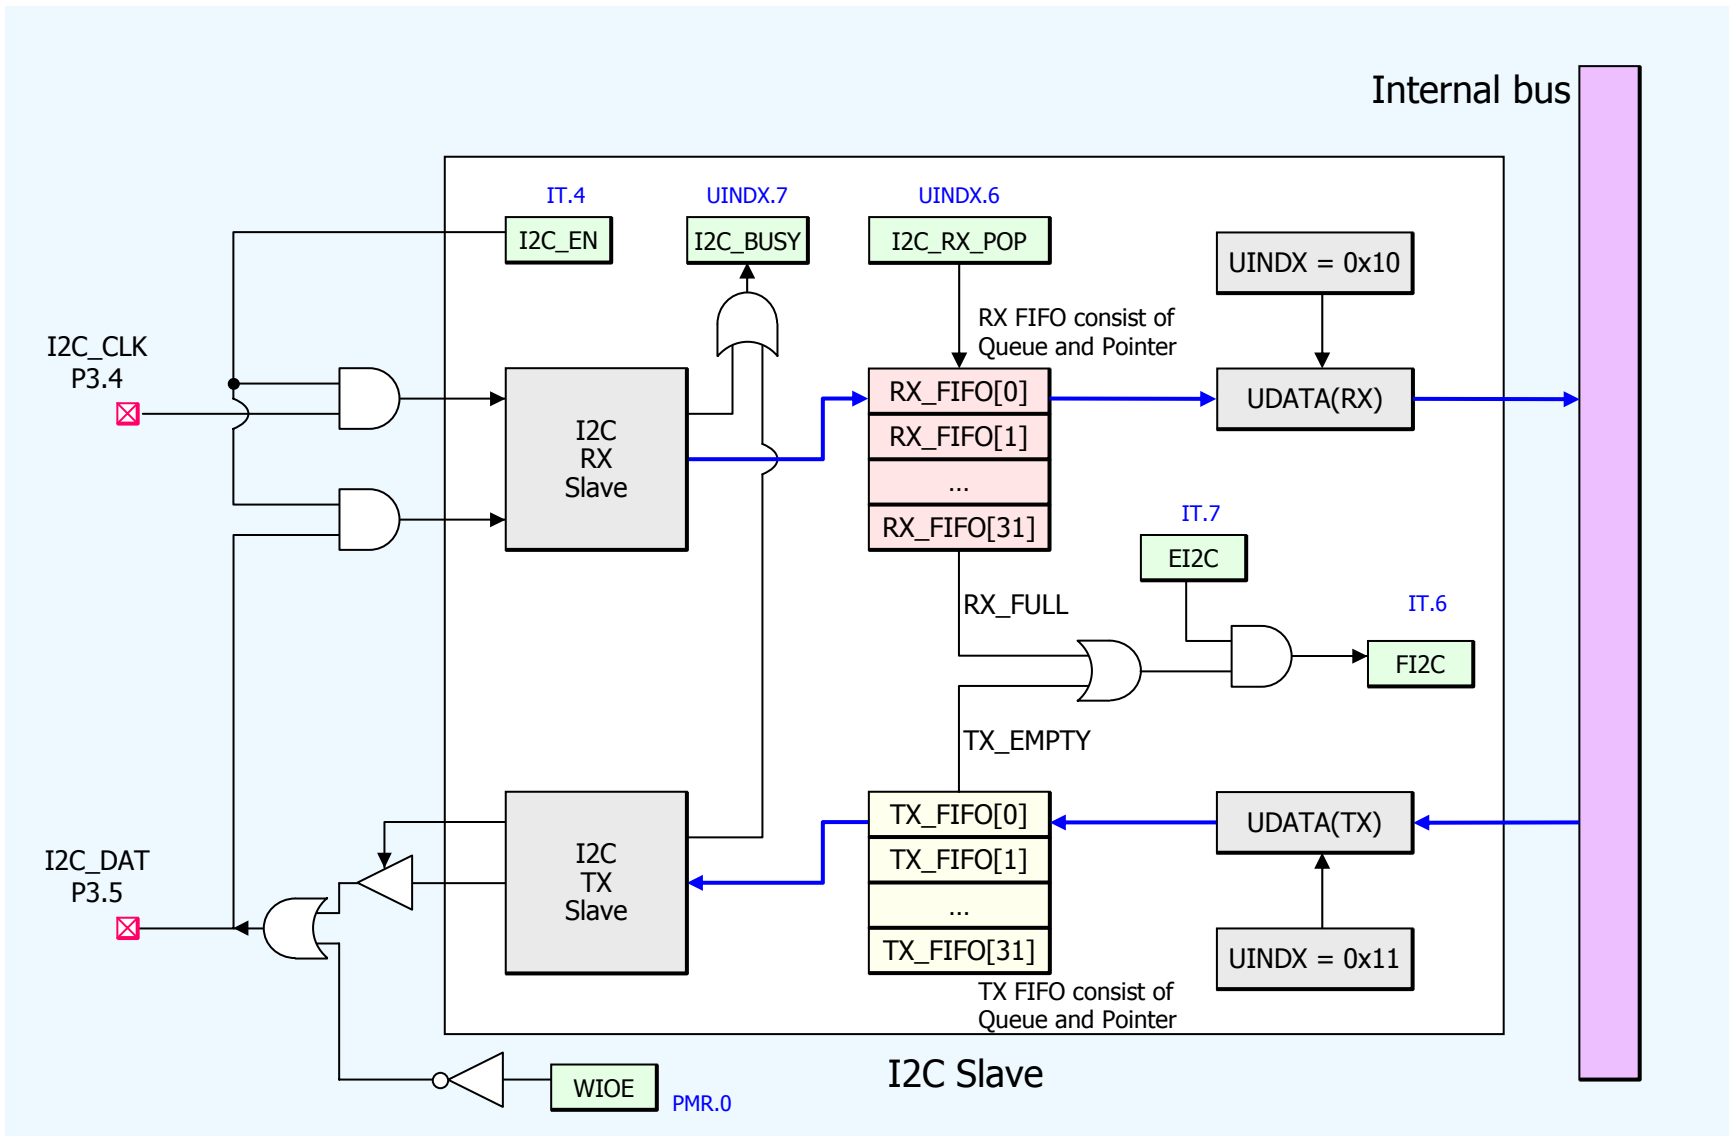 Internal bus
IT.4
UINDX.7
UINDX.6
I2C_EN
I2C_BUSY
I2C_RX_POP
UINDX = 0x10
RX FIFO consist of
Queue and Pointer
I2C_CLK
P3.4
I2C
RX
Slave
RX_FIFO[0]
RX_FIFO[1]
...
RX_FIFO[31]
UDATA(RX)
IT.7
EI2C
RX_FULL
IT.6
FI2C
TX_EMPTY
I2C_DAT
P3.5
I2C
TX
Slave
TX_FIFO[0]
TX_FIFO[1]
...
TX_FIFO[31]
UDATA(TX)
UINDX = 0x11
TX FIFO consist of
Queue and Pointer
I2C Slave
WIOE
PMR.0